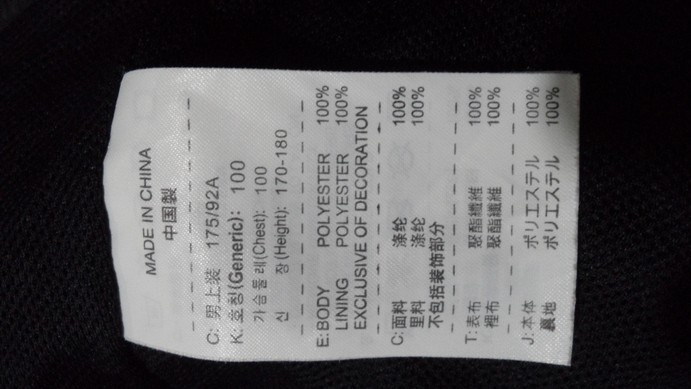 MADE IN CHINA
中国製
C: 男上装 175/92A
K: 호칭(Generic): 100
가슴둘레(Chest): 100
신 장(Height): 170-180
E: BODY POLYESTER 100%
LINING POLYESTER 100%
EXCLUSIVE OF DECORATION
C: 面料 涤纶 100%
里料 涤纶 100%
不包括装饰部分
T: 表布 聚酯纖維 100%
裡布 聚酯纖維 100%
J: 本体 ポリエステル 100%
裏地 ポリエステル 100%